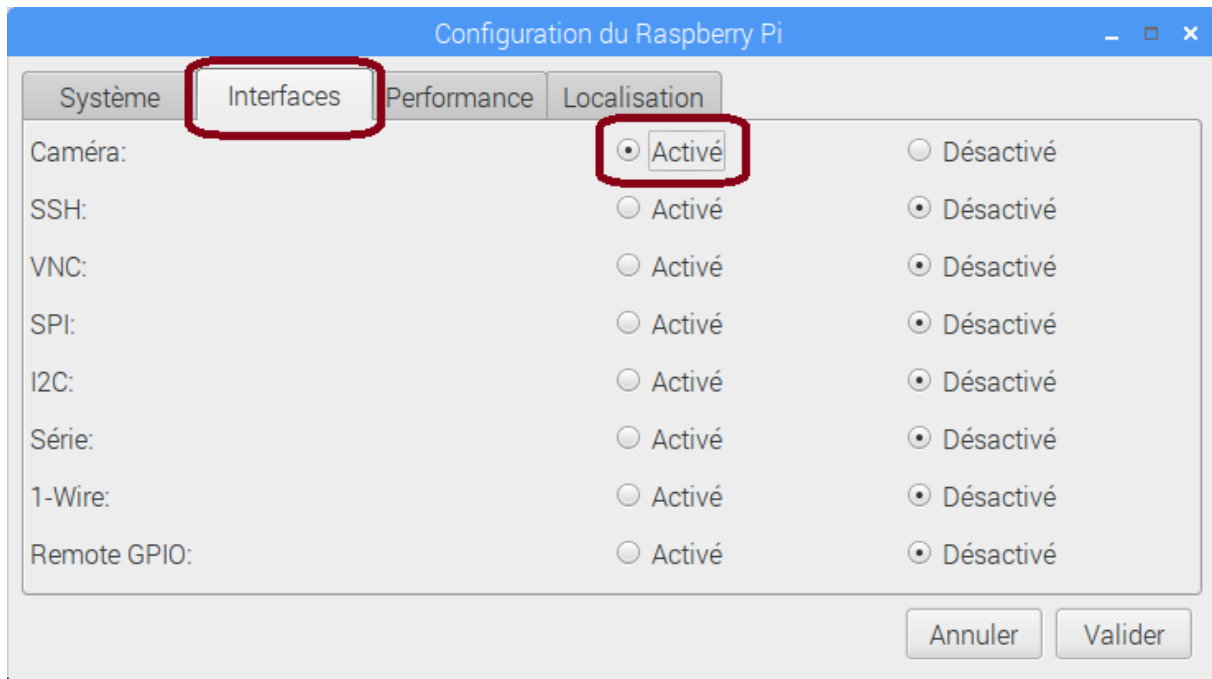 Configuration du Raspberry Pi
Système Interfaces Performance Localisation
Caméra: Activé Désactivé
SSH: Activé Désactivé
VNC: Activé Désactivé
SPI: Activé Désactivé
I2C: Activé Désactivé
Série: Activé Désactivé
1-Wire: Activé Désactivé
Remote GPIO: Activé Désactivé
Annuler Valider